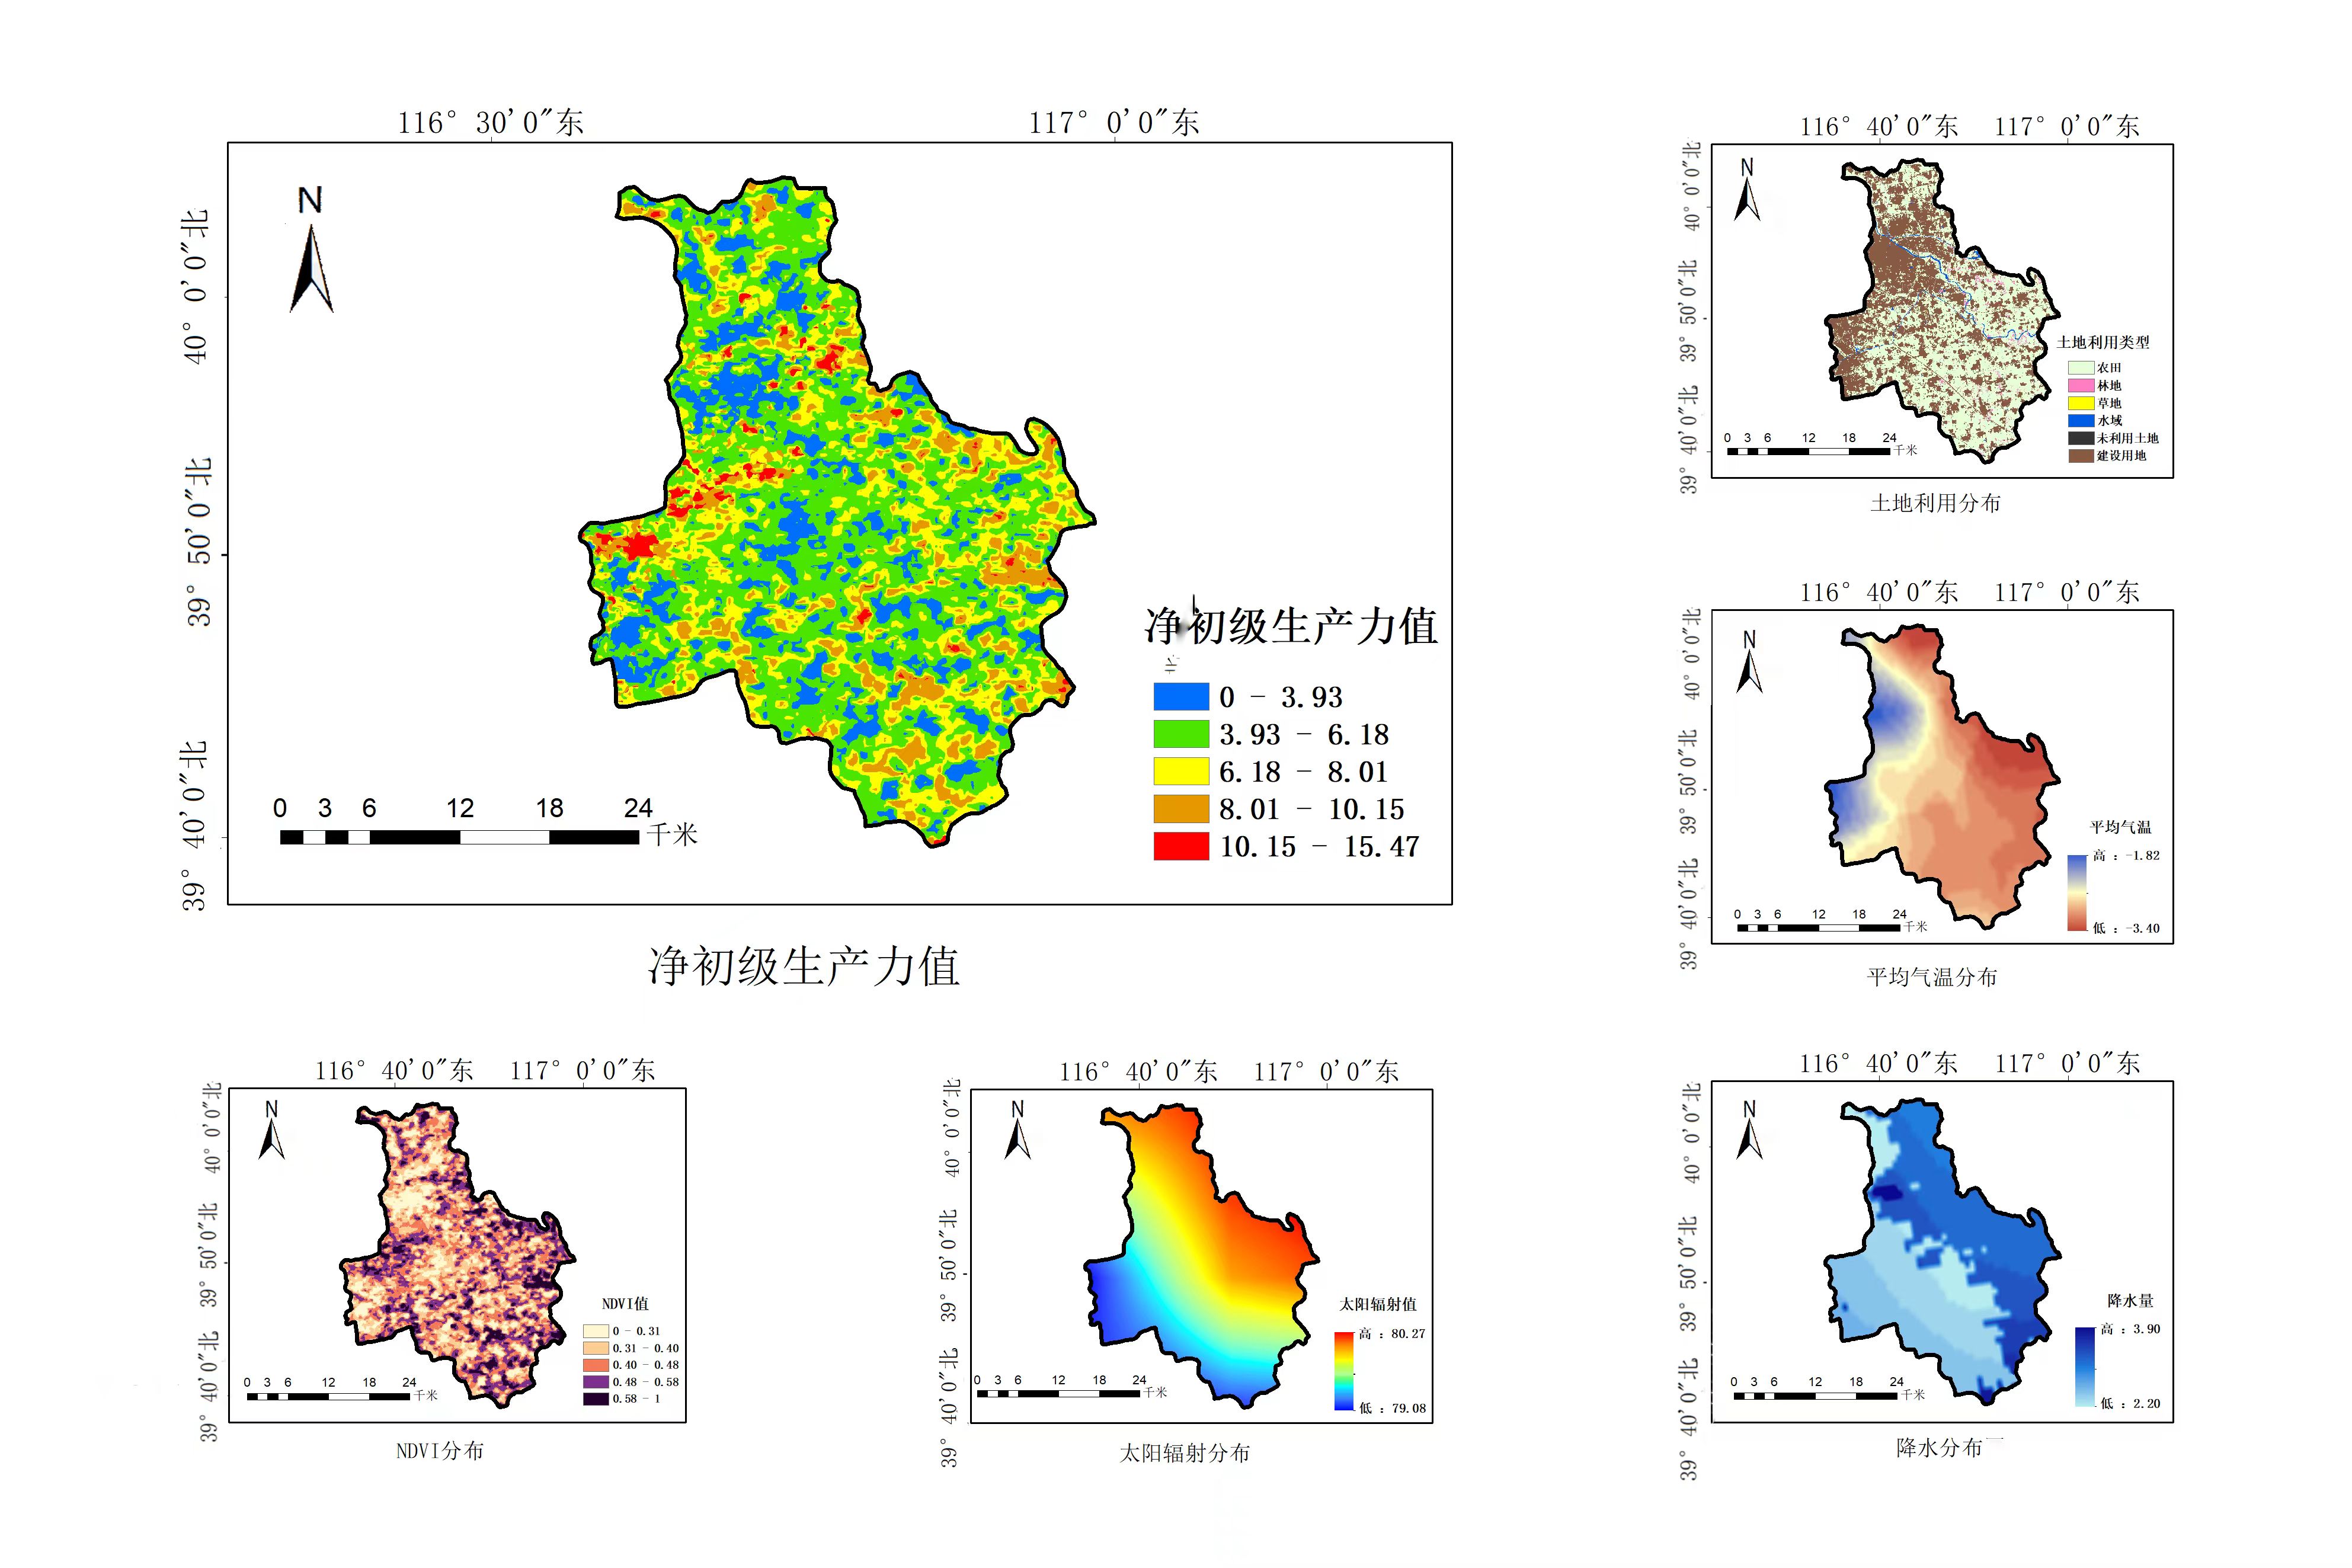 116° 30′0″东 117° 0′0″东
40° 0′0″北
39° 50′0″北
39° 40′0″北
N
净初级生产力值
0 - 3.93
3.93 - 6.18
6.18 - 8.01
8.01 - 10.15
10.15 - 15.47
0 3 6 12 18 24
千米
净初级生产力值
116° 40′0″东 117° 0′0″东
40° 0′0″北
39° 50′0″北
39° 40′0″北
N
土地利用类型
农田
林地
草地
水域
未利用土地
建设用地
0 3 6 12 18 24
千米
土地利用分布
116° 40′0″东 117° 0′0″东
40° 0′0″北
39° 50′0″北
39° 40′0″北
N
平均气温
高 : -1.82
低 : -3.40
0 3 6 12 18 24
千米
平均气温分布
116° 40′0″东 117° 0′0″东
40° 0′0″北
39° 50′0″北
39° 40′0″北
N
NDVI值
0 - 0.31
0.31 - 0.40
0.40 - 0.48
0.48 - 0.58
0.58 - 1
0 3 6 12 18 24
千米
NDVI分布
116° 40′0″东 117° 0′0″东
40° 0′0″北
39° 50′0″北
39° 40′0″北
N
太阳辐射值
高 : 80.27
低 : 79.08
0 3 6 12 18 24
千米
太阳辐射分布
116° 40′0″东 117° 0′0″东
40° 0′0″北
39° 50′0″北
39° 40′0″北
N
降水量
高 : 3.90
低 : 2.20
0 3 6 12 18 24
千米
降水分布